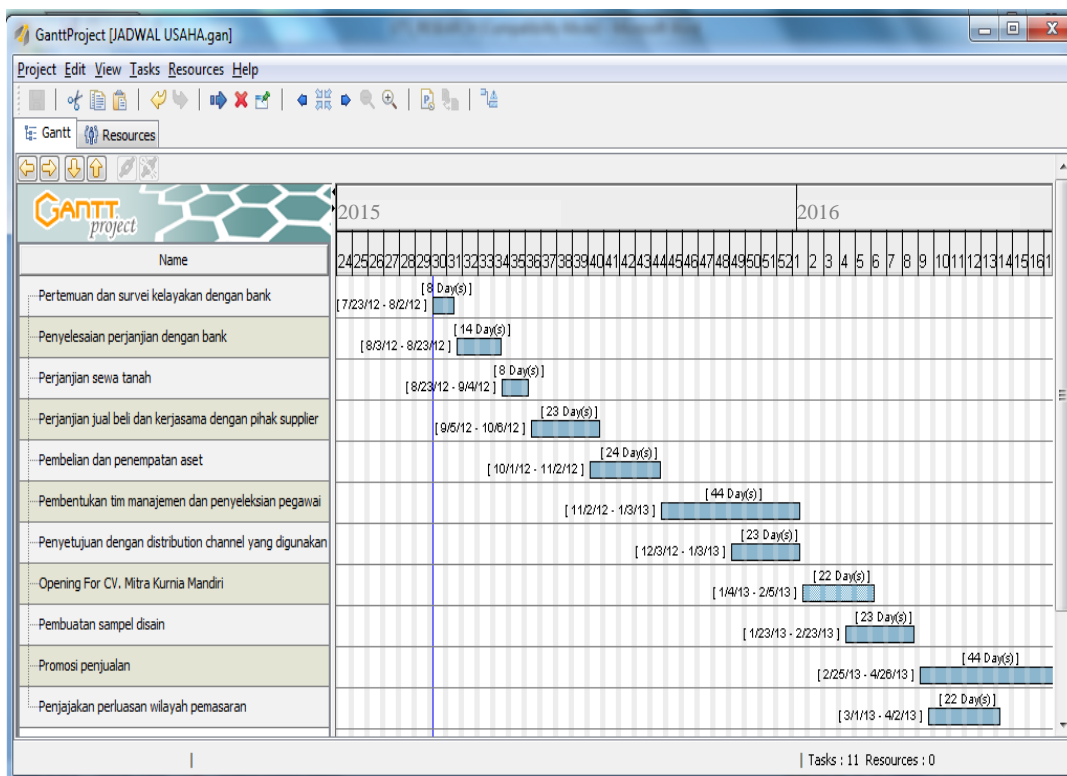 GanttProject [JADWAL USAHA.gan]
Project Edit View Tasks Resources Help
Gantt Resources
GANTT project
2015 2016
Name
24 25 26 27 28 29 30 31 32 33 34 35 36 37 38 39 40 41 42 43 44 45 46 47 48 49 50 51 52 1 2 3 4 5 6 7 8 9 10 11 12 13 14 15 16 1
Pertemuan dan survei kelayakan dengan bank
[8 Day(s)]
[7/23/12 - 8/2/12]
Penyelesaian perjanjian dengan bank
[14 Day(s)]
[8/3/12 - 8/23/12]
Perjanjian sewa tanah
[8 Day(s)]
[8/23/12 - 9/4/12]
Perjanjian jual beli dan kerjasama dengan pihak supplier
[23 Day(s)]
[9/5/12 - 10/6/12]
Pembelian dan penempatan aset
[24 Day(s)]
[10/1/12 - 11/2/12]
Pembentukan tim manajemen dan penyeleksian pegawai
[44 Day(s)]
[11/2/12 - 1/3/13]
Penyetujuan dengan distribution channel yang digunakan
[23 Day(s)]
[12/3/12 - 1/3/13]
Opening For CV. Mitra Kurnia Mandiri
[22 Day(s)]
[1/4/13 - 2/5/13]
Pembuatan sampel disain
[23 Day(s)]
[1/23/13 - 2/23/13]
Promosi penjualan
[44 Day(s)]
[2/25/13 - 4/26/13]
Penjajakan perluasan wilayah pemasaran
[22 Day(s)]
[3/1/13 - 4/2/13]
Tasks : 11 Resources : 0